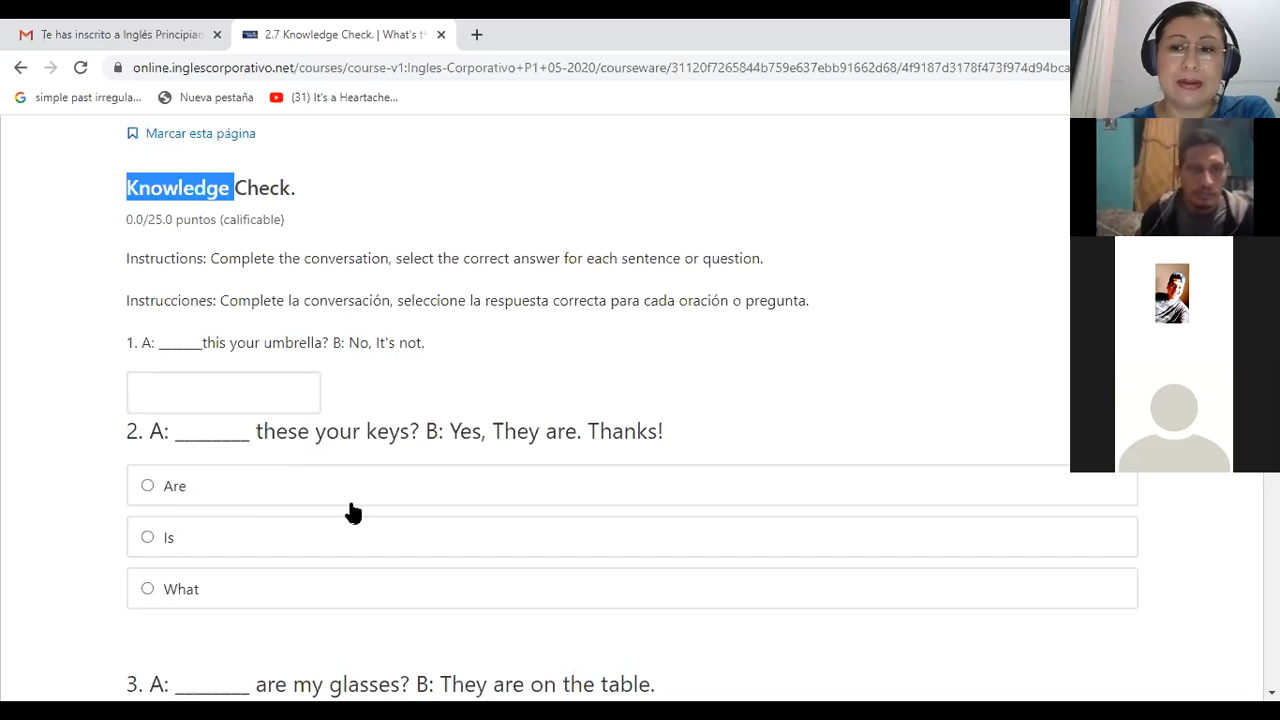 Te has inscrito a Inglés Principian
2.7 Knowledge Check. | What's t
online.inglescorporativo.net/courses/course-v1:Ingles-Corporativo+P1+05-2020/courseware/31120f7265844b759e637ebb91662d68/4f9187d3178f473f974d94bca
simple past irregula... Nueva pestaña (31) It's a Heartache...
Marcar esta página
Knowledge Check.
0.0/25.0 puntos (calificable)
Instructions: Complete the conversation, select the correct answer for each sentence or question.
Instrucciones: Complete la conversación, seleccione la respuesta correcta para cada oración o pregunta.
1. A: _______this your umbrella? B: No, It's not.
2. A: ________ these your keys? B: Yes, They are. Thanks!
Are
Is
What
3. A: ________ are my glasses? B: They are on the table.